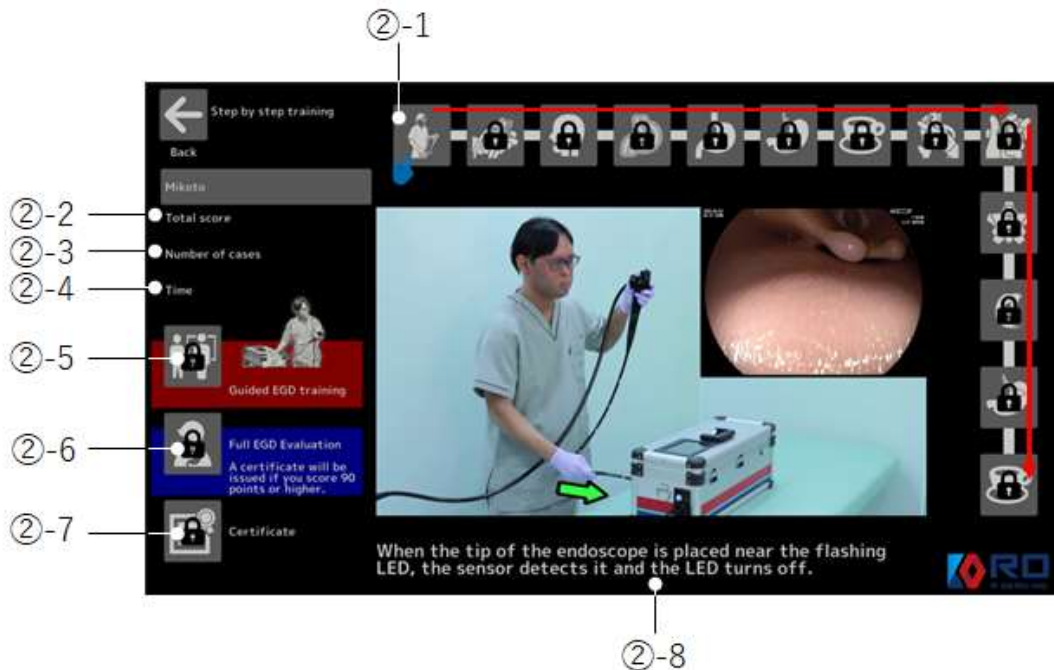 ②-1
Step by step training
Back
Mikoto
②-2
Total score
②-3
Number of cases
②-4
Time
②-5
Guided EGD training
②-6
Full EGD Evaluation
A certificate will be
issued if you score 90
points or higher.
②-7
Certificate
When the tip of the endoscope is placed near the flashing
LED, the sensor detects it and the LED turns off.
②-8